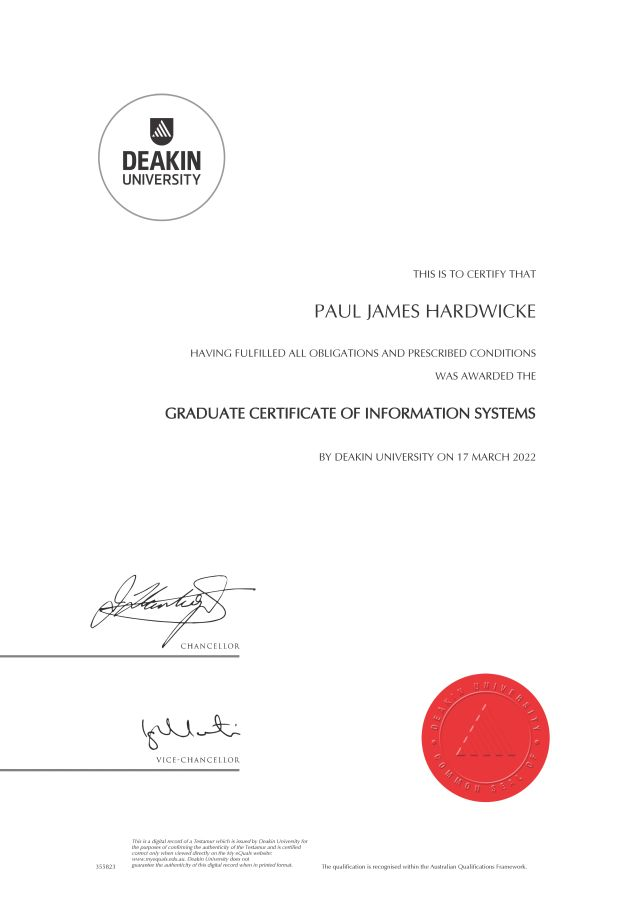 DEAKIN
UNIVERSITY
THIS IS TO CERTIFY THAT
PAUL JAMES HARDWICKE
HAVING FULFILLED ALL OBLIGATIONS AND PRESCRIBED CONDITIONS
WAS AWARDED THE
GRADUATE CERTIFICATE OF INFORMATION SYSTEMS
BY DEAKIN UNIVERSITY ON 17 MARCH 2022
CHANCELLOR
VICE-CHANCELLOR
DEAKIN UNIVERSITY
COMMON SEAL OF
This is a digital record of a Testamur which is issued by Deakin University for
the purposes of confirming the authenticity of the Testamur and is certified
correct only when viewed directly on the My eQuals website:
www.myequals.edu.au. Deakin University does not
guarantee the authenticity of this digital record when in printed format.
355823
The qualification is recognised within the Australian Qualifications Framework.